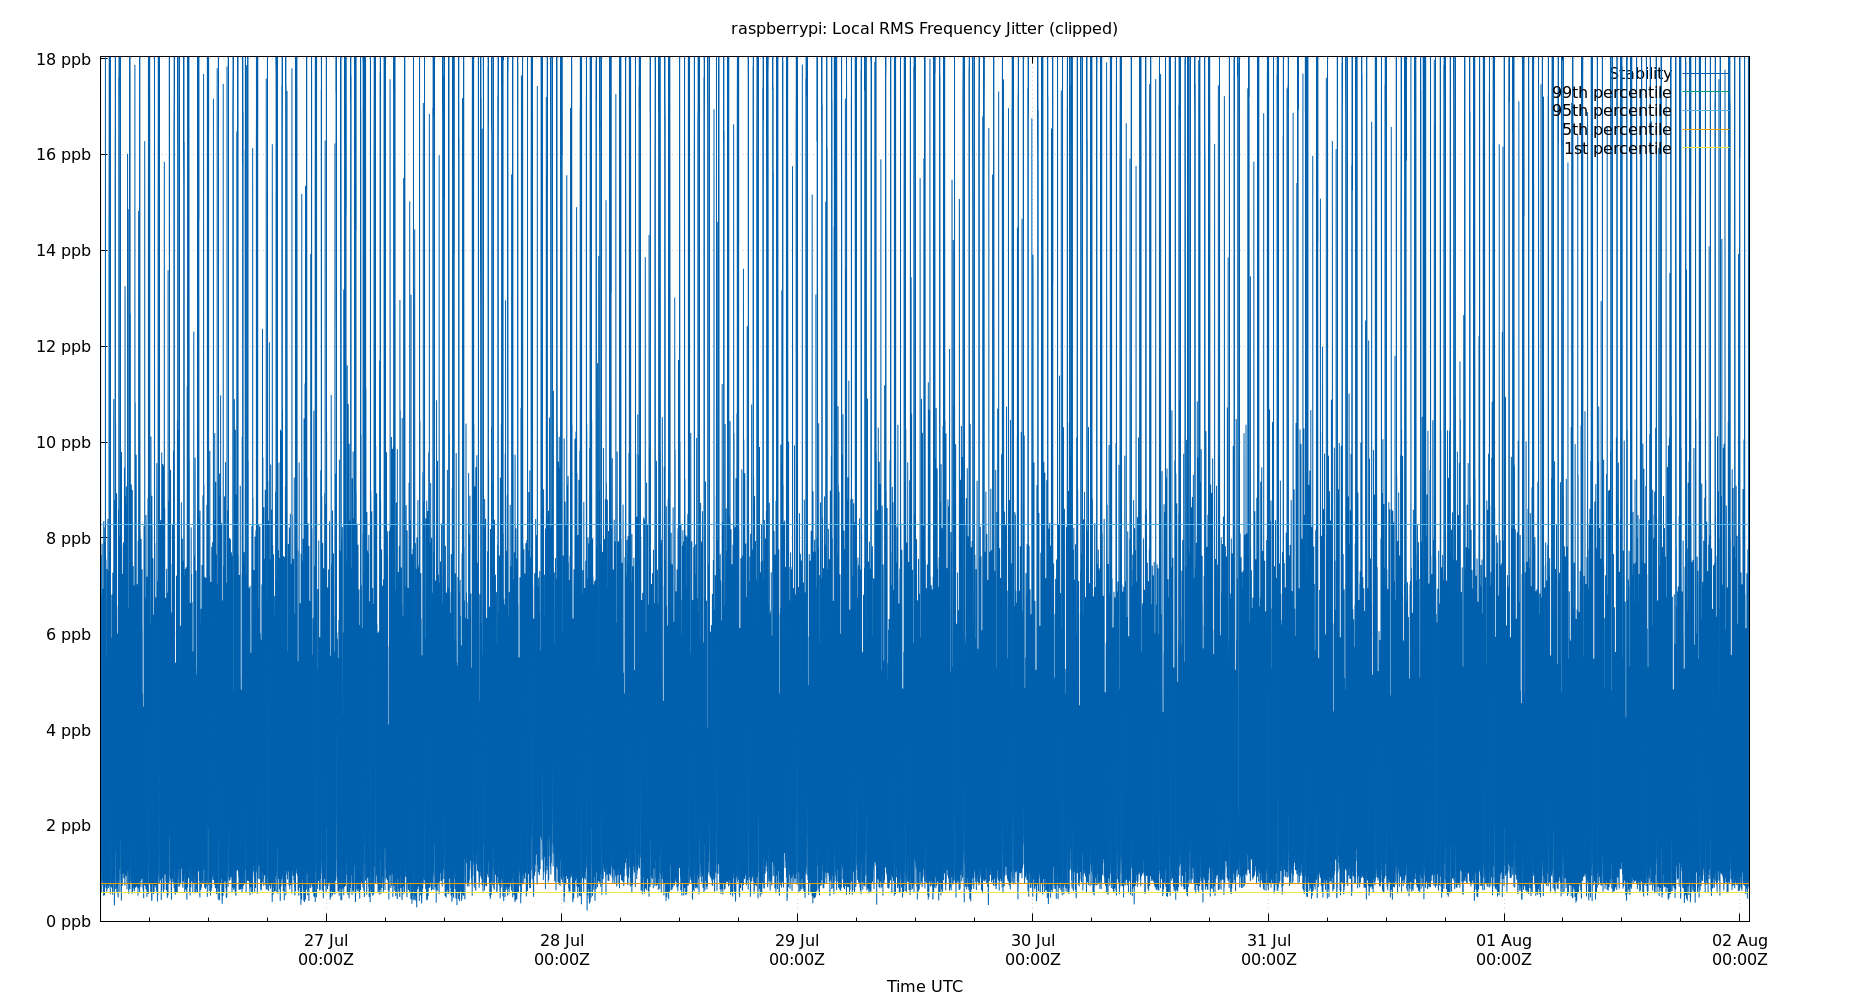 raspberrypi: Local RMS Frequency Jitter (clipped)
18 ppb
16 ppb
14 ppb
12 ppb
10 ppb
8 ppb
6 ppb
4 ppb
2 ppb
0 ppb
Stability
99th percentile
95th percentile
5th percentile
1st percentile
27 Jul
00:00Z
28 Jul
00:00Z
29 Jul
00:00Z
30 Jul
00:00Z
31 Jul
00:00Z
01 Aug
00:00Z
02 Aug
00:00Z
Time UTC